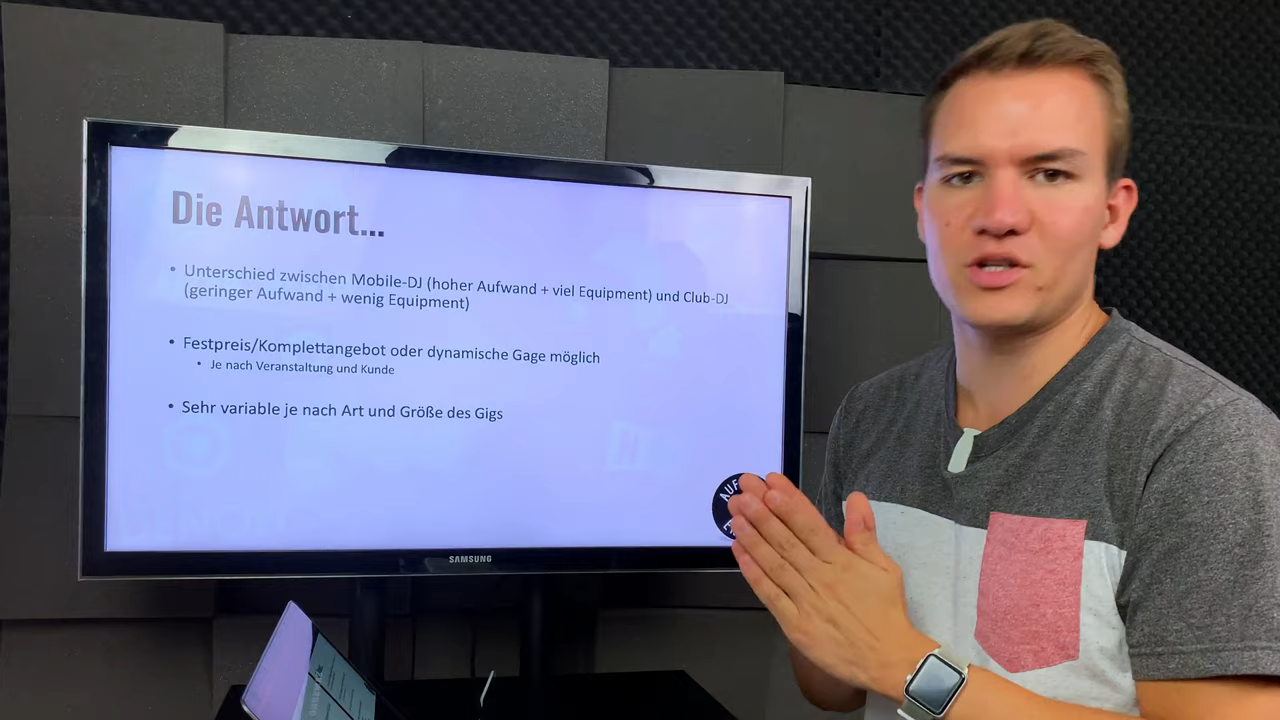 Die Antwort...
• Unterschied zwischen Mobile-DJ (hoher Aufwand + viel Equipment) und Club-DJ
(geringer Aufwand + wenig Equipment)
• Festpreis/Komplettangebot oder dynamische Gage möglich
• Je nach Veranstaltung und Kunde
• Sehr variable je nach Art und Größe des Gigs
AUF
SAMSUNG